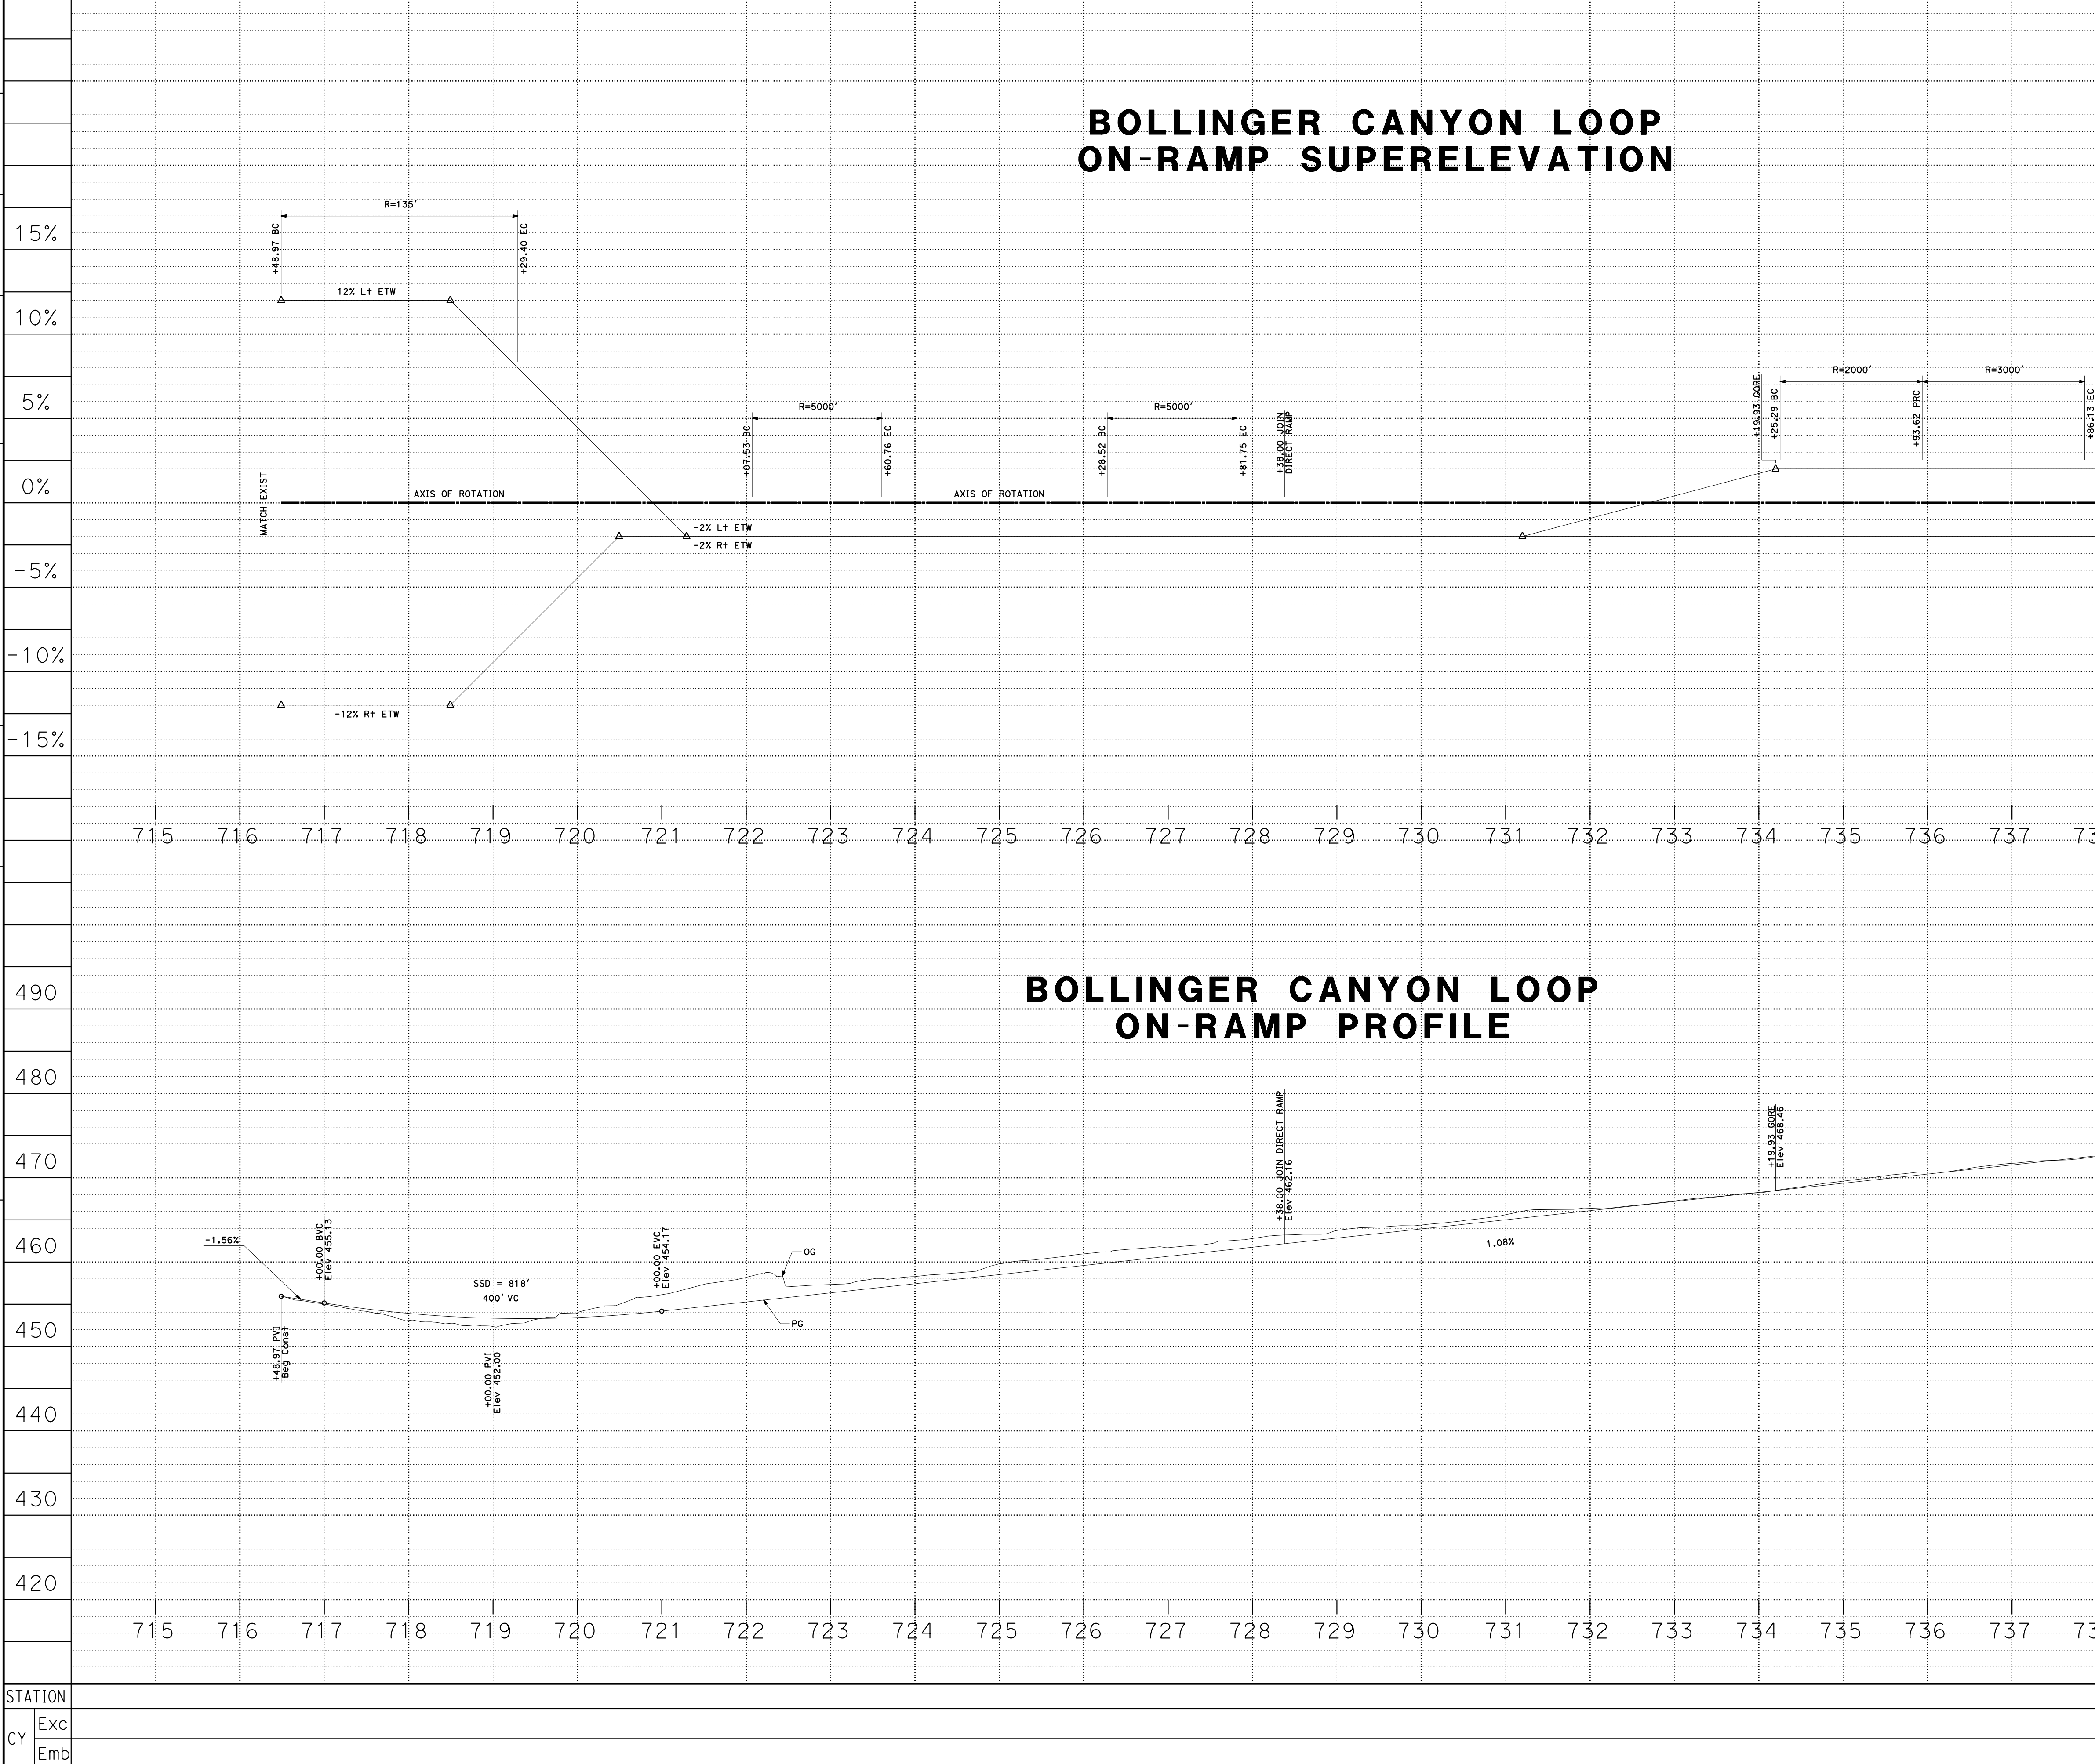 BOLLINGER CANYON LOOP
ON-RAMP SUPERELEVATION
15%
10%
5%
0%
-5%
-10%
-15%
R=135'
+48.97 BC
+29.40 EC
12% Lt ETW
MATCH EXIST
AXIS OF ROTATION
-12% Rt ETW
-2% Lt ETW
-2% Rt ETW
R=5000'
+07.53 BC
+60.76 EC
AXIS OF ROTATION
R=5000'
+28.52 BC
+81.75 EC
+38.00 JOIN
DIRECT RAMP
+19.93 GORE
+25.29 BC
R=2000'
+93.62 PRC
R=3000'
+86.13 EC
715 716 717 718 719 720 721 722 723 724 725 726 727 728 729 730 731 732 733 734 735 736 737 73
BOLLINGER CANYON LOOP
ON-RAMP PROFILE
490
480
470
460
450
440
430
420
-1.56%
+48.97 PVI
Beg Const
+00.00 BVC
Elev 455.13
SSD = 818'
400' VC
+00.00 PVI
Elev 452.00
+00.00 EVC
Elev 454.17
OG
PG
+38.00 JOIN DIRECT RAMP
Elev 462.16
1.08%
+19.93 GORE
Elev 468.46
715 716 717 718 719 720 721 722 723 724 725 726 727 728 729 730 731 732 733 734 735 736 737 73
STATION
CY
Exc
Emb